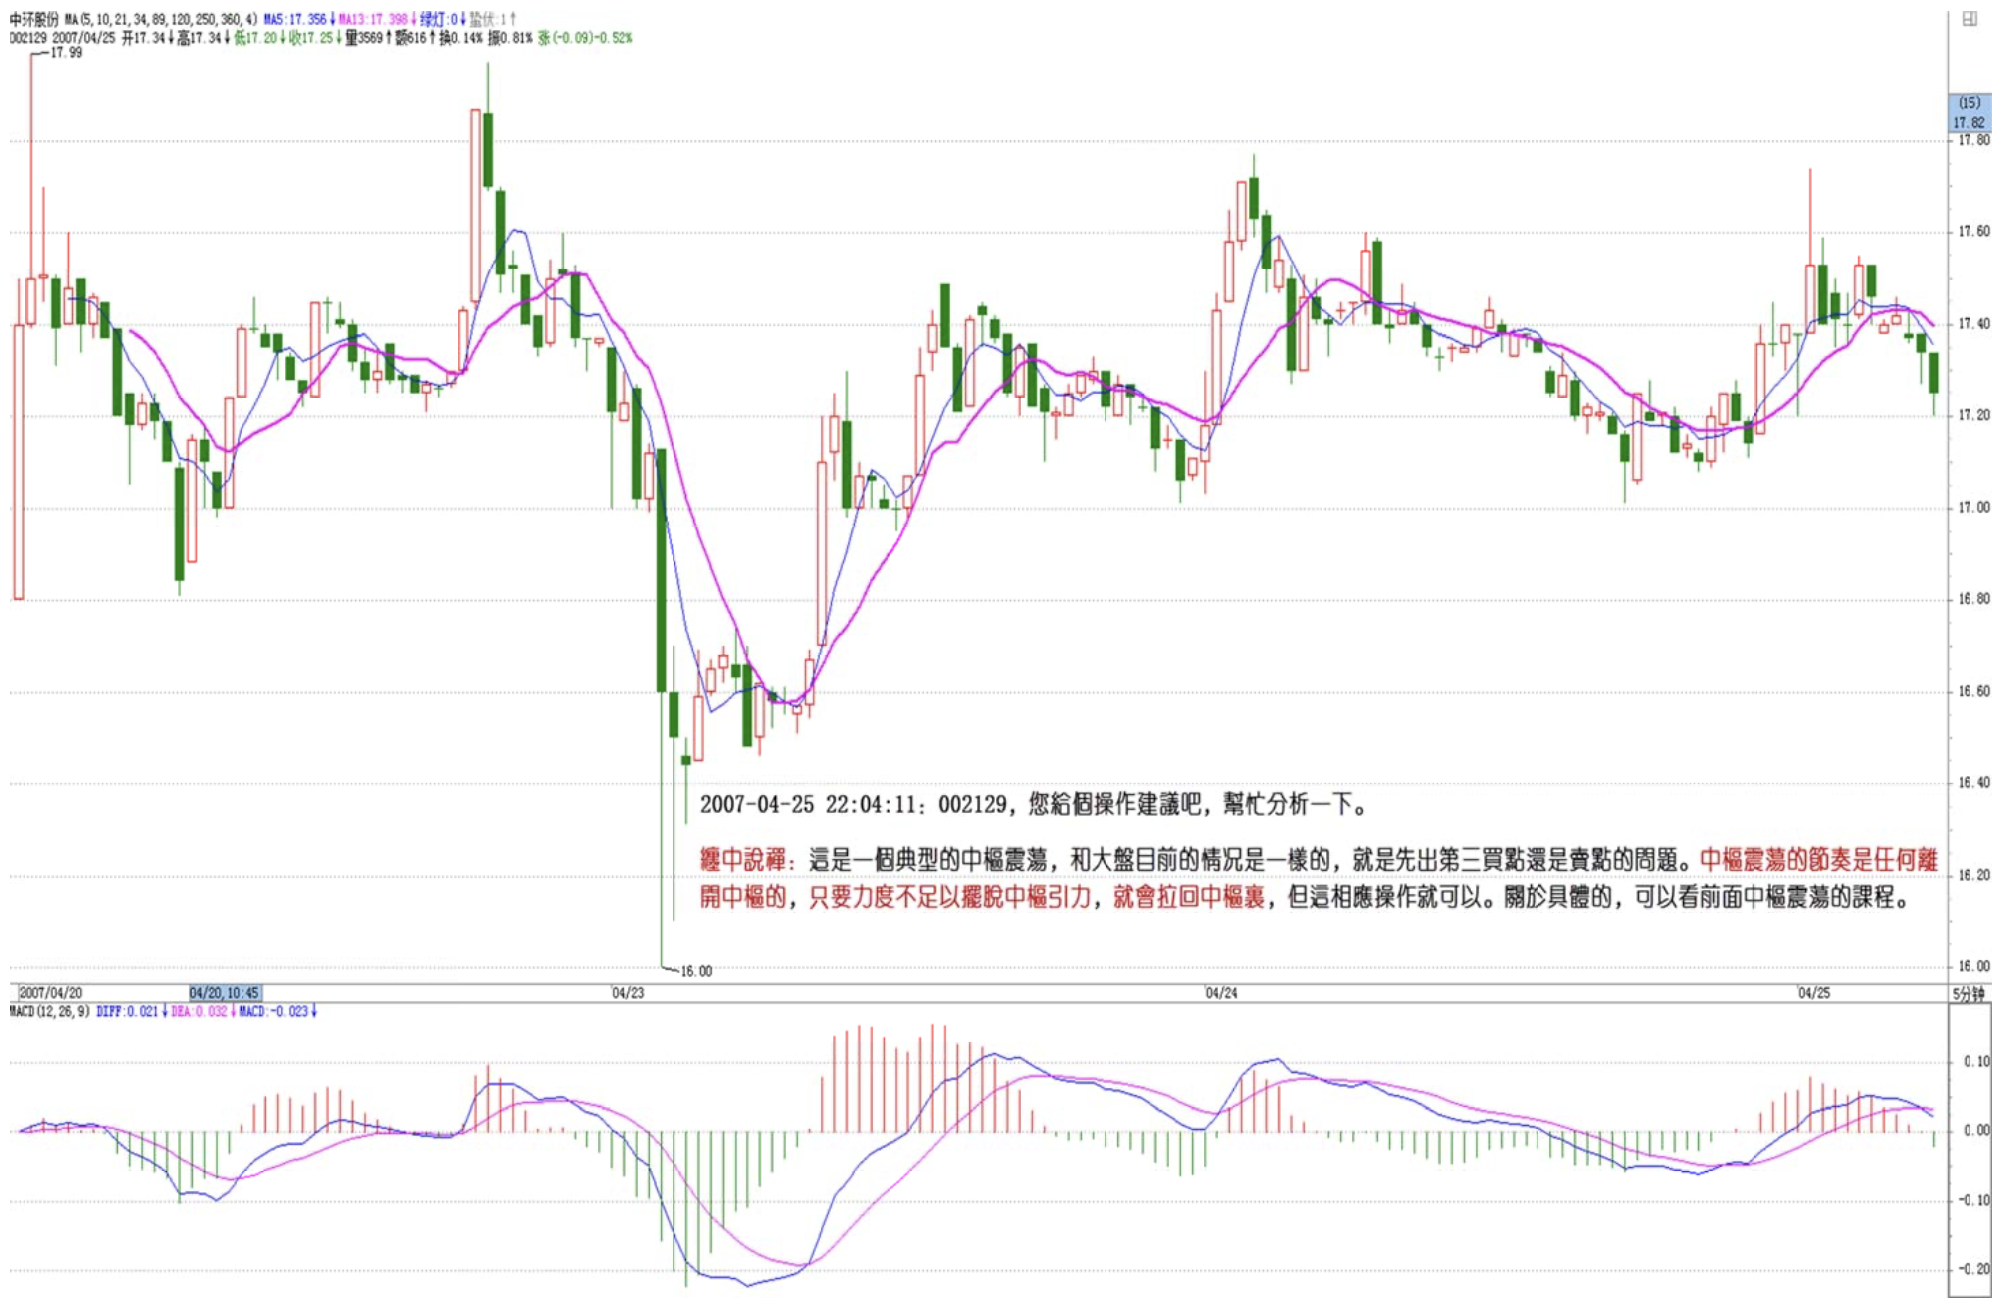 中环股份 MA(5,10,21,34,89,120,250,360,4) MA5:17.356↓MA13:17.398↓绿灯:0↓蛰伏:1↑
002129 2007/04/25 开17.34↓高17.34↓低17.20↓收17.25↓量3569↑额616↑换0.14% 振0.81% 涨(-0.09)-0.52%
17.99
(15)
17.82
17.80
17.60
17.40
17.20
17.00
16.80
16.60
16.40
2007-04-25 22:04:11: 002129, 您給個操作建議吧, 幫忙分析一下。
纏中說禪: 這是一個典型的中樞震蕩, 和大盤目前的情况是一樣的, 就是先出第三買點還是賣點的問題。中樞震蕩的節奏是任何離
16.20
開中樞的, 只要力度不足以擺脫中樞引力, 就會拉回中樞裏, 但這相應操作就可以。關於具體的, 可以看前面中樞震蕩的課程。
16.00
16.00
2007/04/20 04/20,10:45 04/23 04/24 04/25 5分钟
MACD(12,26,9) DIFF:0.021↓DEA:0.032↓MACD:-0.023↓
0.10
0.00
-0.10
-0.20